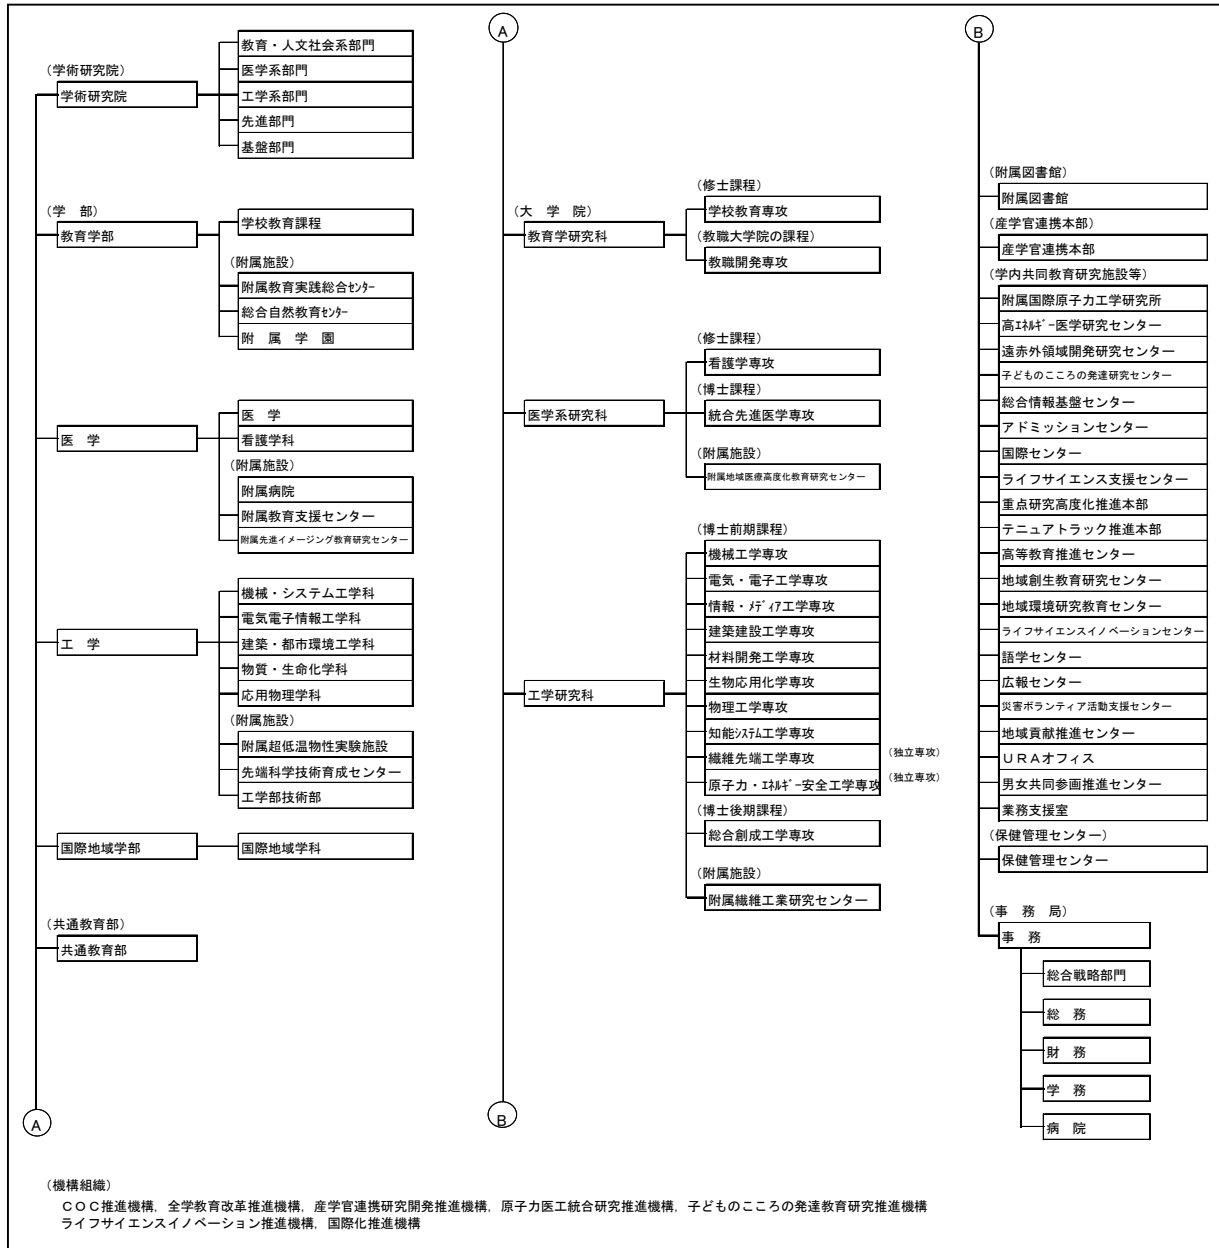 (学術研究院)
学術研究院
教育・人文社会系部門
医学系部門
工学系部門
先進部門
基盤部門
(学　部)
教育学部
学校教育課程
(附属施設)
附属教育実践総合ｾﾝﾀｰ
総合自然教育ｾﾝﾀｰ
附　属　学　園
医　学
医　学
看護学科
(附属施設)
附属病院
附属教育支援センター
附属先進イメージング教育研究センター
工　学
機械・システム工学科
電気電子情報工学科
建築・都市環境工学科
物質・生命化学科
応用物理学科
(附属施設)
附属超低温物性実験施設
先端科学技術育成センター
工学部技術部
国際地域学部
国際地域学科
(共通教育部)
共通教育部
A
A
(大　学　院)
教育学研究科
(修士課程)
学校教育専攻
(教職大学院の課程)
教職開発専攻
医学系研究科
(修士課程)
看護学専攻
(博士課程)
統合先進医学専攻
(附属施設)
附属地域医療高度化教育研究センター
工学研究科
(博士前期課程)
機械工学専攻
電気・電子工学専攻
情報・ﾒﾃﾞｨｱ工学専攻
建築建設工学専攻
材料開発工学専攻
生物応用化学専攻
物理工学専攻
知能ｼｽﾃﾑ工学専攻
繊維先端工学専攻 (独立専攻)
原子力・ｴﾈﾙｷﾞｰ安全工学専攻 (独立専攻)
(博士後期課程)
総合創成工学専攻
(附属施設)
附属繊維工業研究センター
B
B
(附属図書館)
附属図書館
(産学官連携本部)
産学官連携本部
(学内共同教育研究施設等)
附属国際原子力工学研究所
高ｴﾈﾙｷﾞｰ医学研究センター
遠赤外領域開発研究センター
子どものこころの発達研究センター
総合情報基盤センター
アドミッションセンター
国際センター
ライフサイエンス支援センター
重点研究高度化推進本部
テニュアトラック推進本部
高等教育推進センター
地域創生教育研究センター
地域環境研究教育センター
ライフサイエンスイノベーションセンター
語学センター
広報センター
災害ボランティア活動支援センター
地域貢献推進センター
ＵＲＡオフィス
男女共同参画推進センター
業務支援室
(保健管理センター)
保健管理センター
(事　務　局)
事　務
総合戦略部門
総　務
財　務
学　務
病　院
(機構組織)
ＣＯＣ推進機構, 全学教育改革推進機構, 産学官連携研究開発推進機構, 原子力医工統合研究推進機構, 子どものこころの発達教育研究推進機構
ライフサイエンスイノベーション推進機構, 国際化推進機構